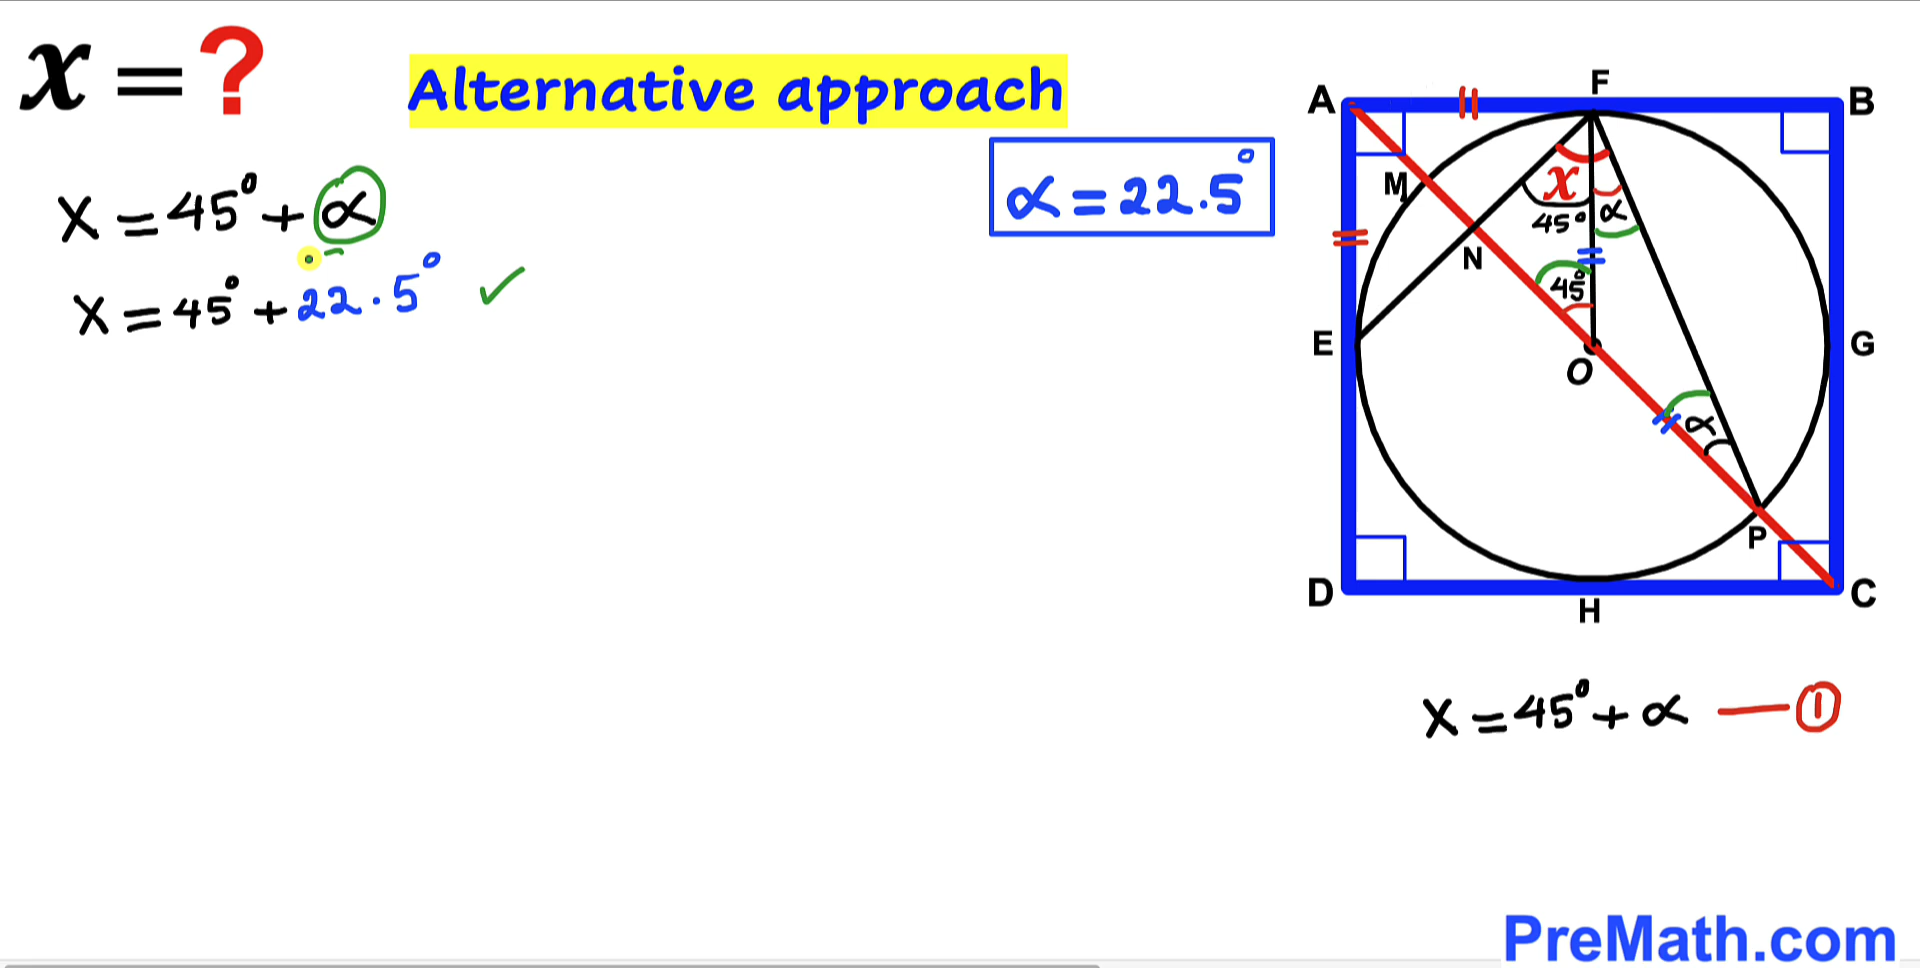 x = ?
Alternative approach
α = 22.5°
x = 45° + α
x = 45° + 22.5° ✓
A
F
B
M
x
45°
α
N
45°
E
G
O
α
P
D
H
C
x = 45° + α — ①
PreMath.com